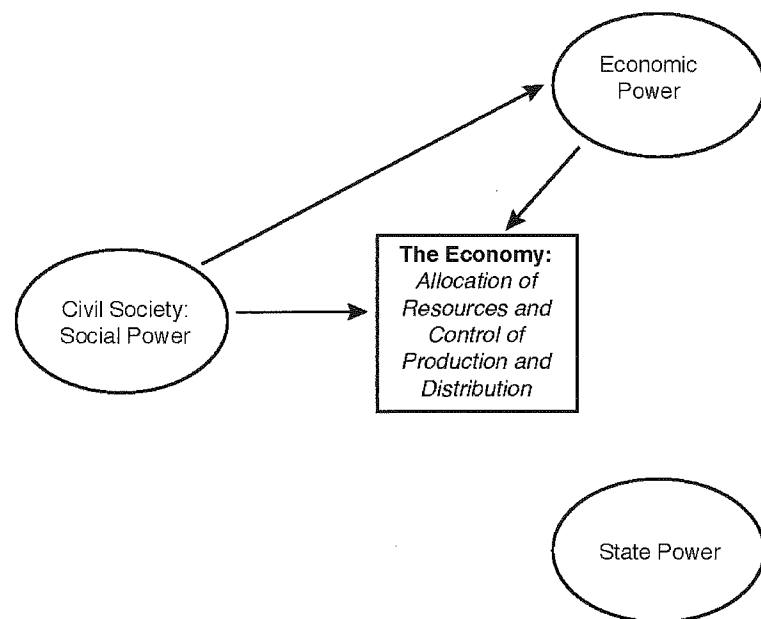 Economic
Power
The Economy:
Allocation of
Resources and
Control of
Production and
Distribution
Civil Society:
Social Power
State Power